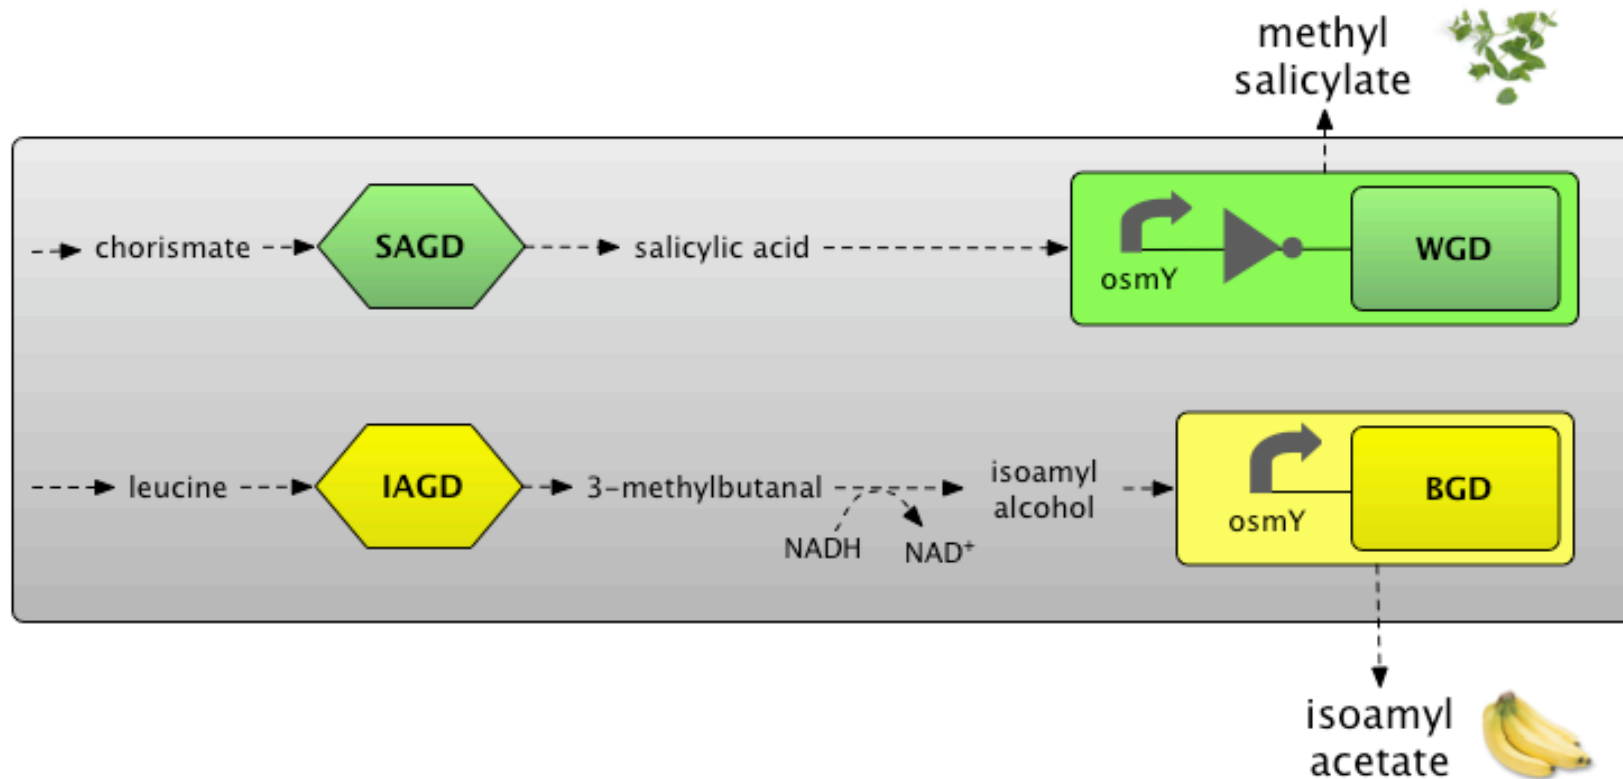 methyl
salicylate
chorismate
SAGD
salicylic acid
osmY
WGD
leucine
IAGD
3-methylbutanal
NADH
NAD⁺
isoamyl
alcohol
osmY
BGD
isoamyl
acetate